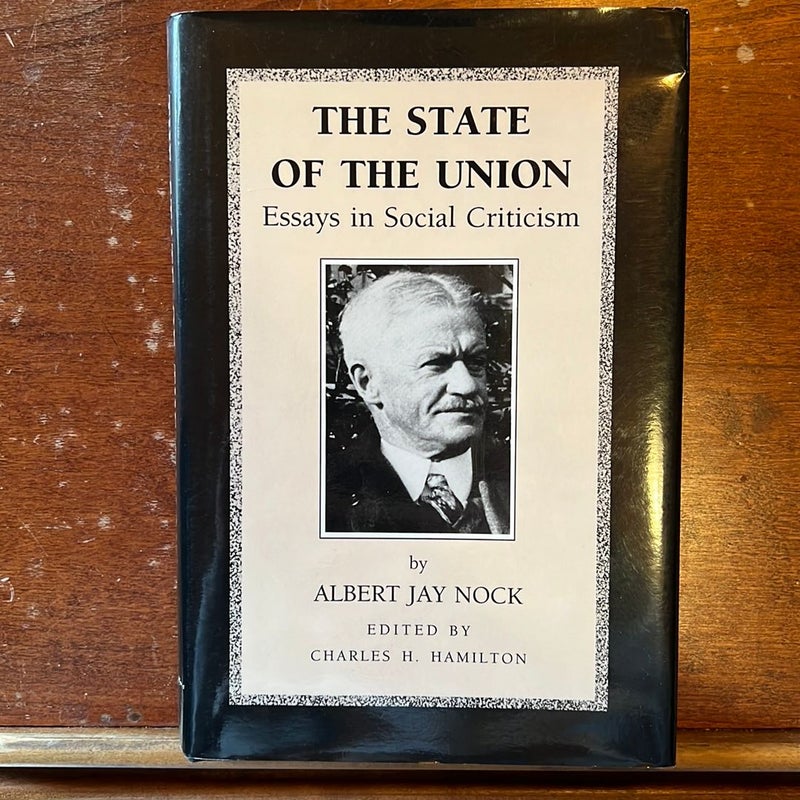 THE STATE
OF THE UNION
Essays in Social Criticism
by
ALBERT JAY NOCK
EDITED BY
CHARLES H. HAMILTON